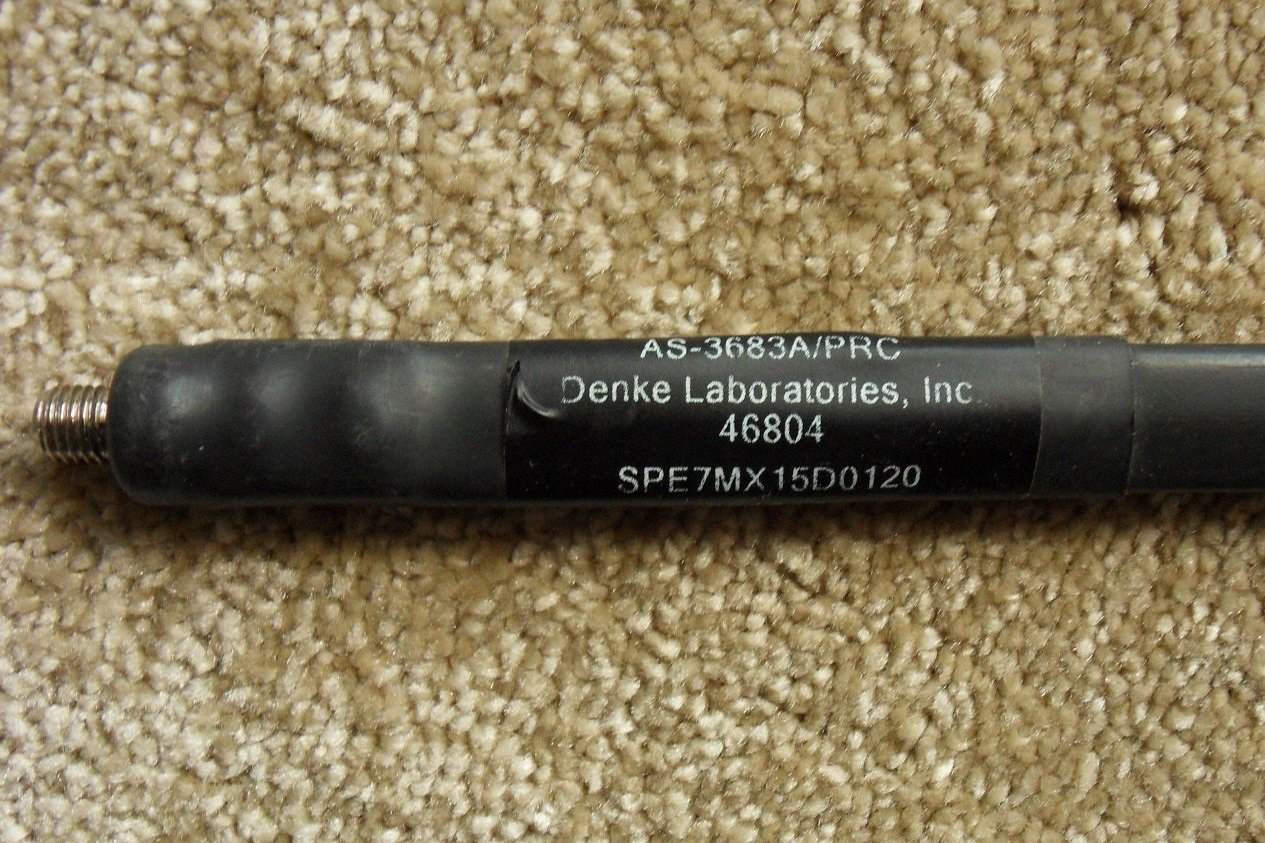 AS-3683A/PRC
Denke Laboratories, Inc.
46804
SPE7MX15D0120